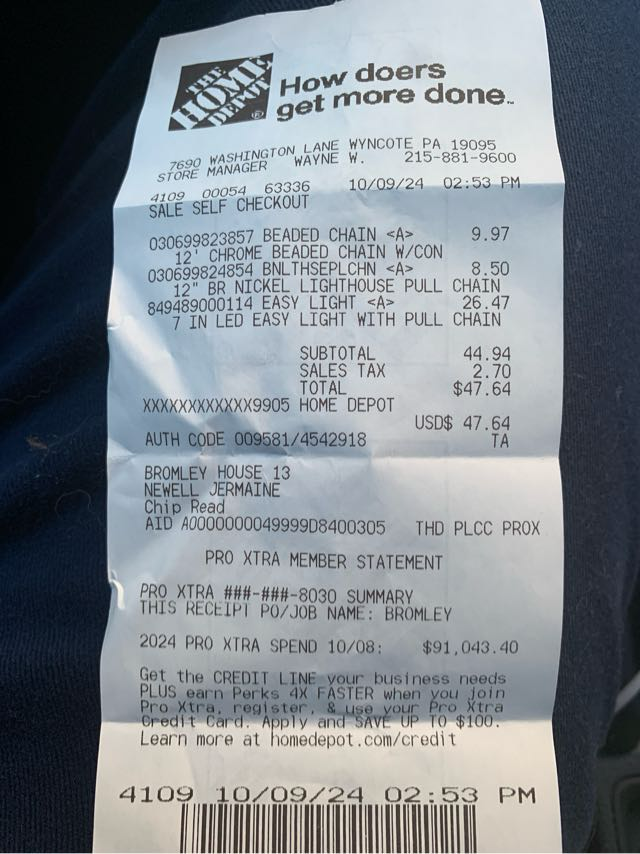 THE
HOME
DEPOT
®
How doers
get more done™
7690 WASHINGTON LANE WYNCOTE PA 19095
STORE MANAGER WAYNE W. 215-881-9600
4109 00054 63336 10/09/24 02:53 PM
SALE SELF CHECKOUT
030699823857 BEADED CHAIN <A> 9.97
12' CHROME BEADED CHAIN W/CON
030699824854 BNLTHSEPLCHN <A> 8.50
12" BR NICKEL LIGHTHOUSE PULL CHAIN
849489000114 EASY LIGHT <A> 26.47
7 IN LED EASY LIGHT WITH PULL CHAIN
SUBTOTAL 44.94
SALES TAX 2.70
TOTAL $47.64
XXXXXXXXXXXX9905 HOME DEPOT
USD$ 47.64
AUTH CODE 009581/4542918 TA
BROMLEY HOUSE 13
NEWELL JERMAINE
Chip Read
AID A0000000049999D8400305 THD PLCC PROX
PRO XTRA MEMBER STATEMENT
PRO XTRA ###-###-8030 SUMMARY
THIS RECEIPT PO/JOB NAME: BROMLEY
2024 PRO XTRA SPEND 10/08: $91,043.40
Get the CREDIT LINE your business needs
PLUS earn Perks 4X FASTER when you join
Pro Xtra, register, & use your Pro Xtra
Credit Card. Apply and SAVE UP TO $100.
Learn more at homedepot.com/credit
4109 10/09/24 02:53 PM